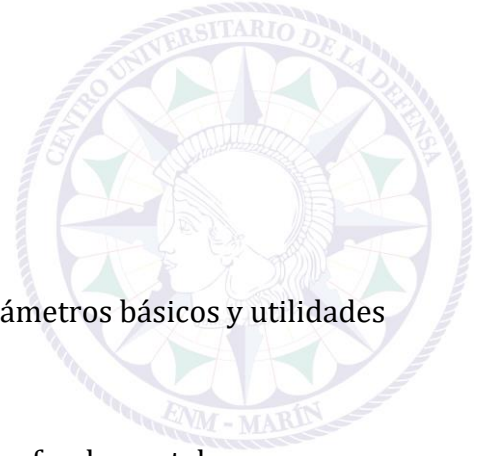 CENTRO UNIVERSITARIO DE LA DEFENSA
ámetros básicos y utilidades
ENM - MARÍN